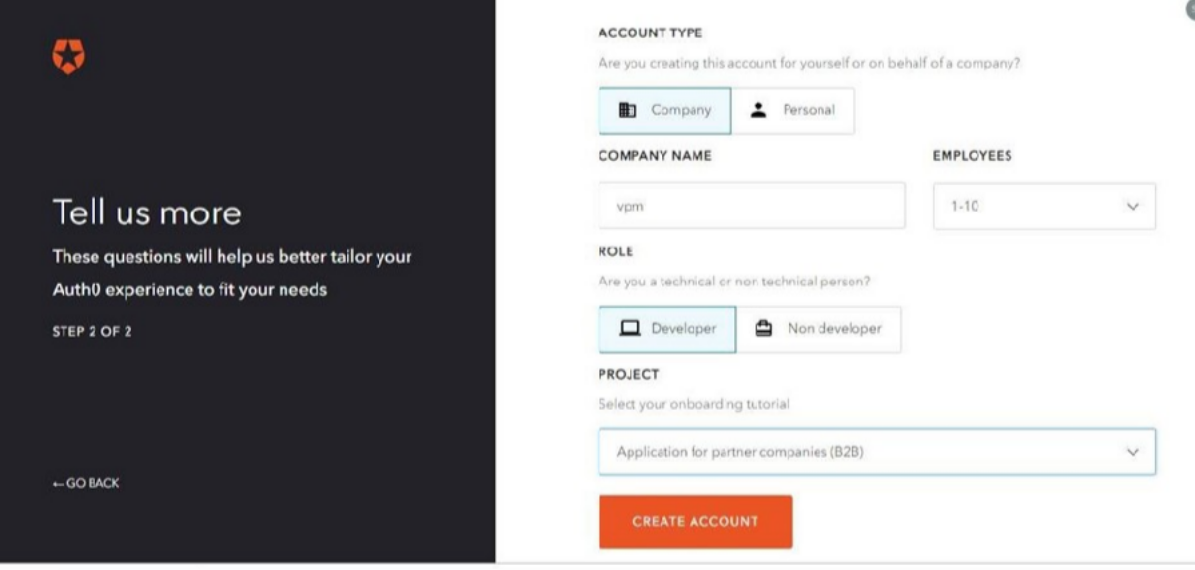 Tell us more
These questions will help us better tailor your
Auth0 experience to fit your needs
STEP 2 OF 2
←GO BACK
ACCOUNT TYPE
Are you creating this account for yourself or on behalf of a company?
Company Personal
COMPANY NAME EMPLOYEES
vpm 1-10
ROLE
Are you a technical or non technical person?
Developer Non developer
PROJECT
Select your onboarding tutorial
Application for partner companies (B2B)
CREATE ACCOUNT